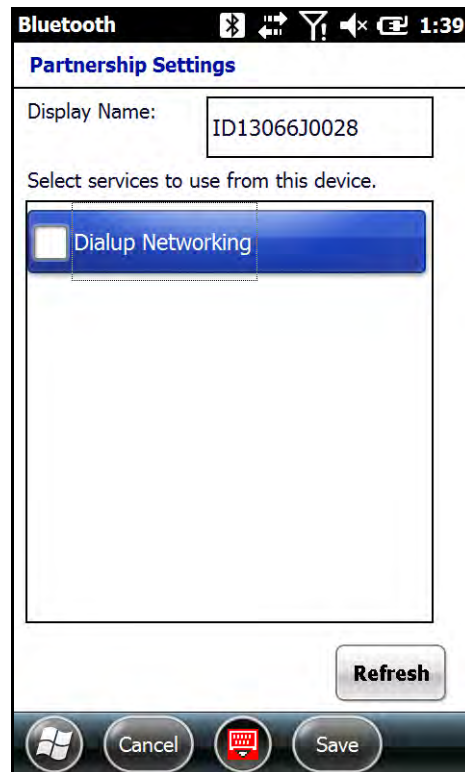 Bluetooth 1:39
Partnership Settings
Display Name:
ID13066J0028
Select services to use from this device.
Dialup Networking
Refresh
Cancel Save